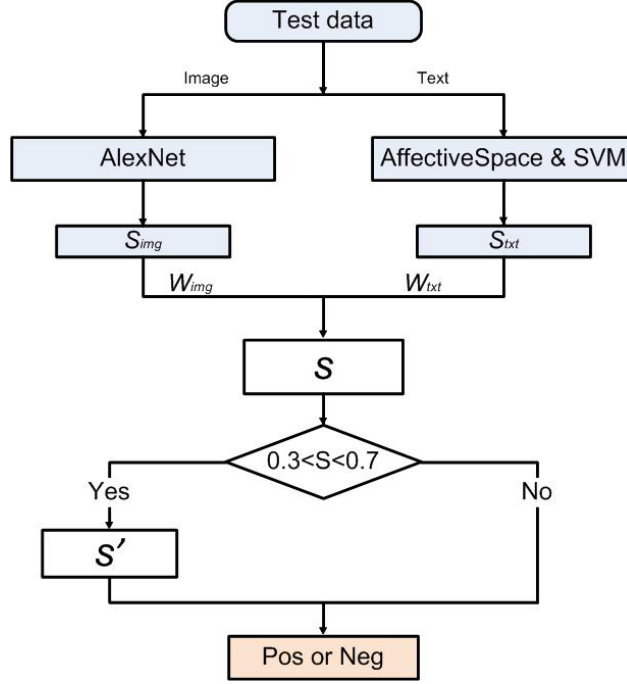 Test data
Image Text
AlexNet AffectiveSpace & SVM
Simg Stxt
Wimg Wtxt
S
0.3<S<0.7
Yes No
S′
Pos or Neg